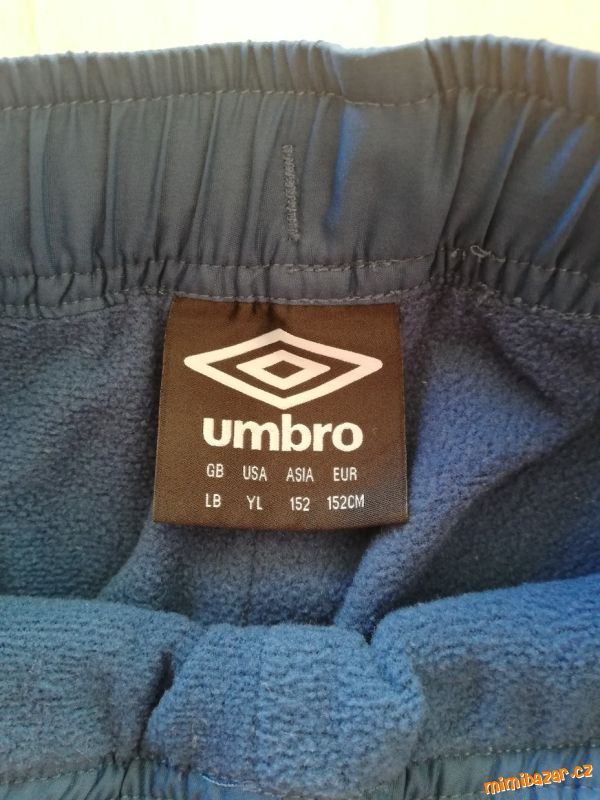 umbro
GB USA ASIA EUR
LB YL 152 152CM
mimibazar.cz